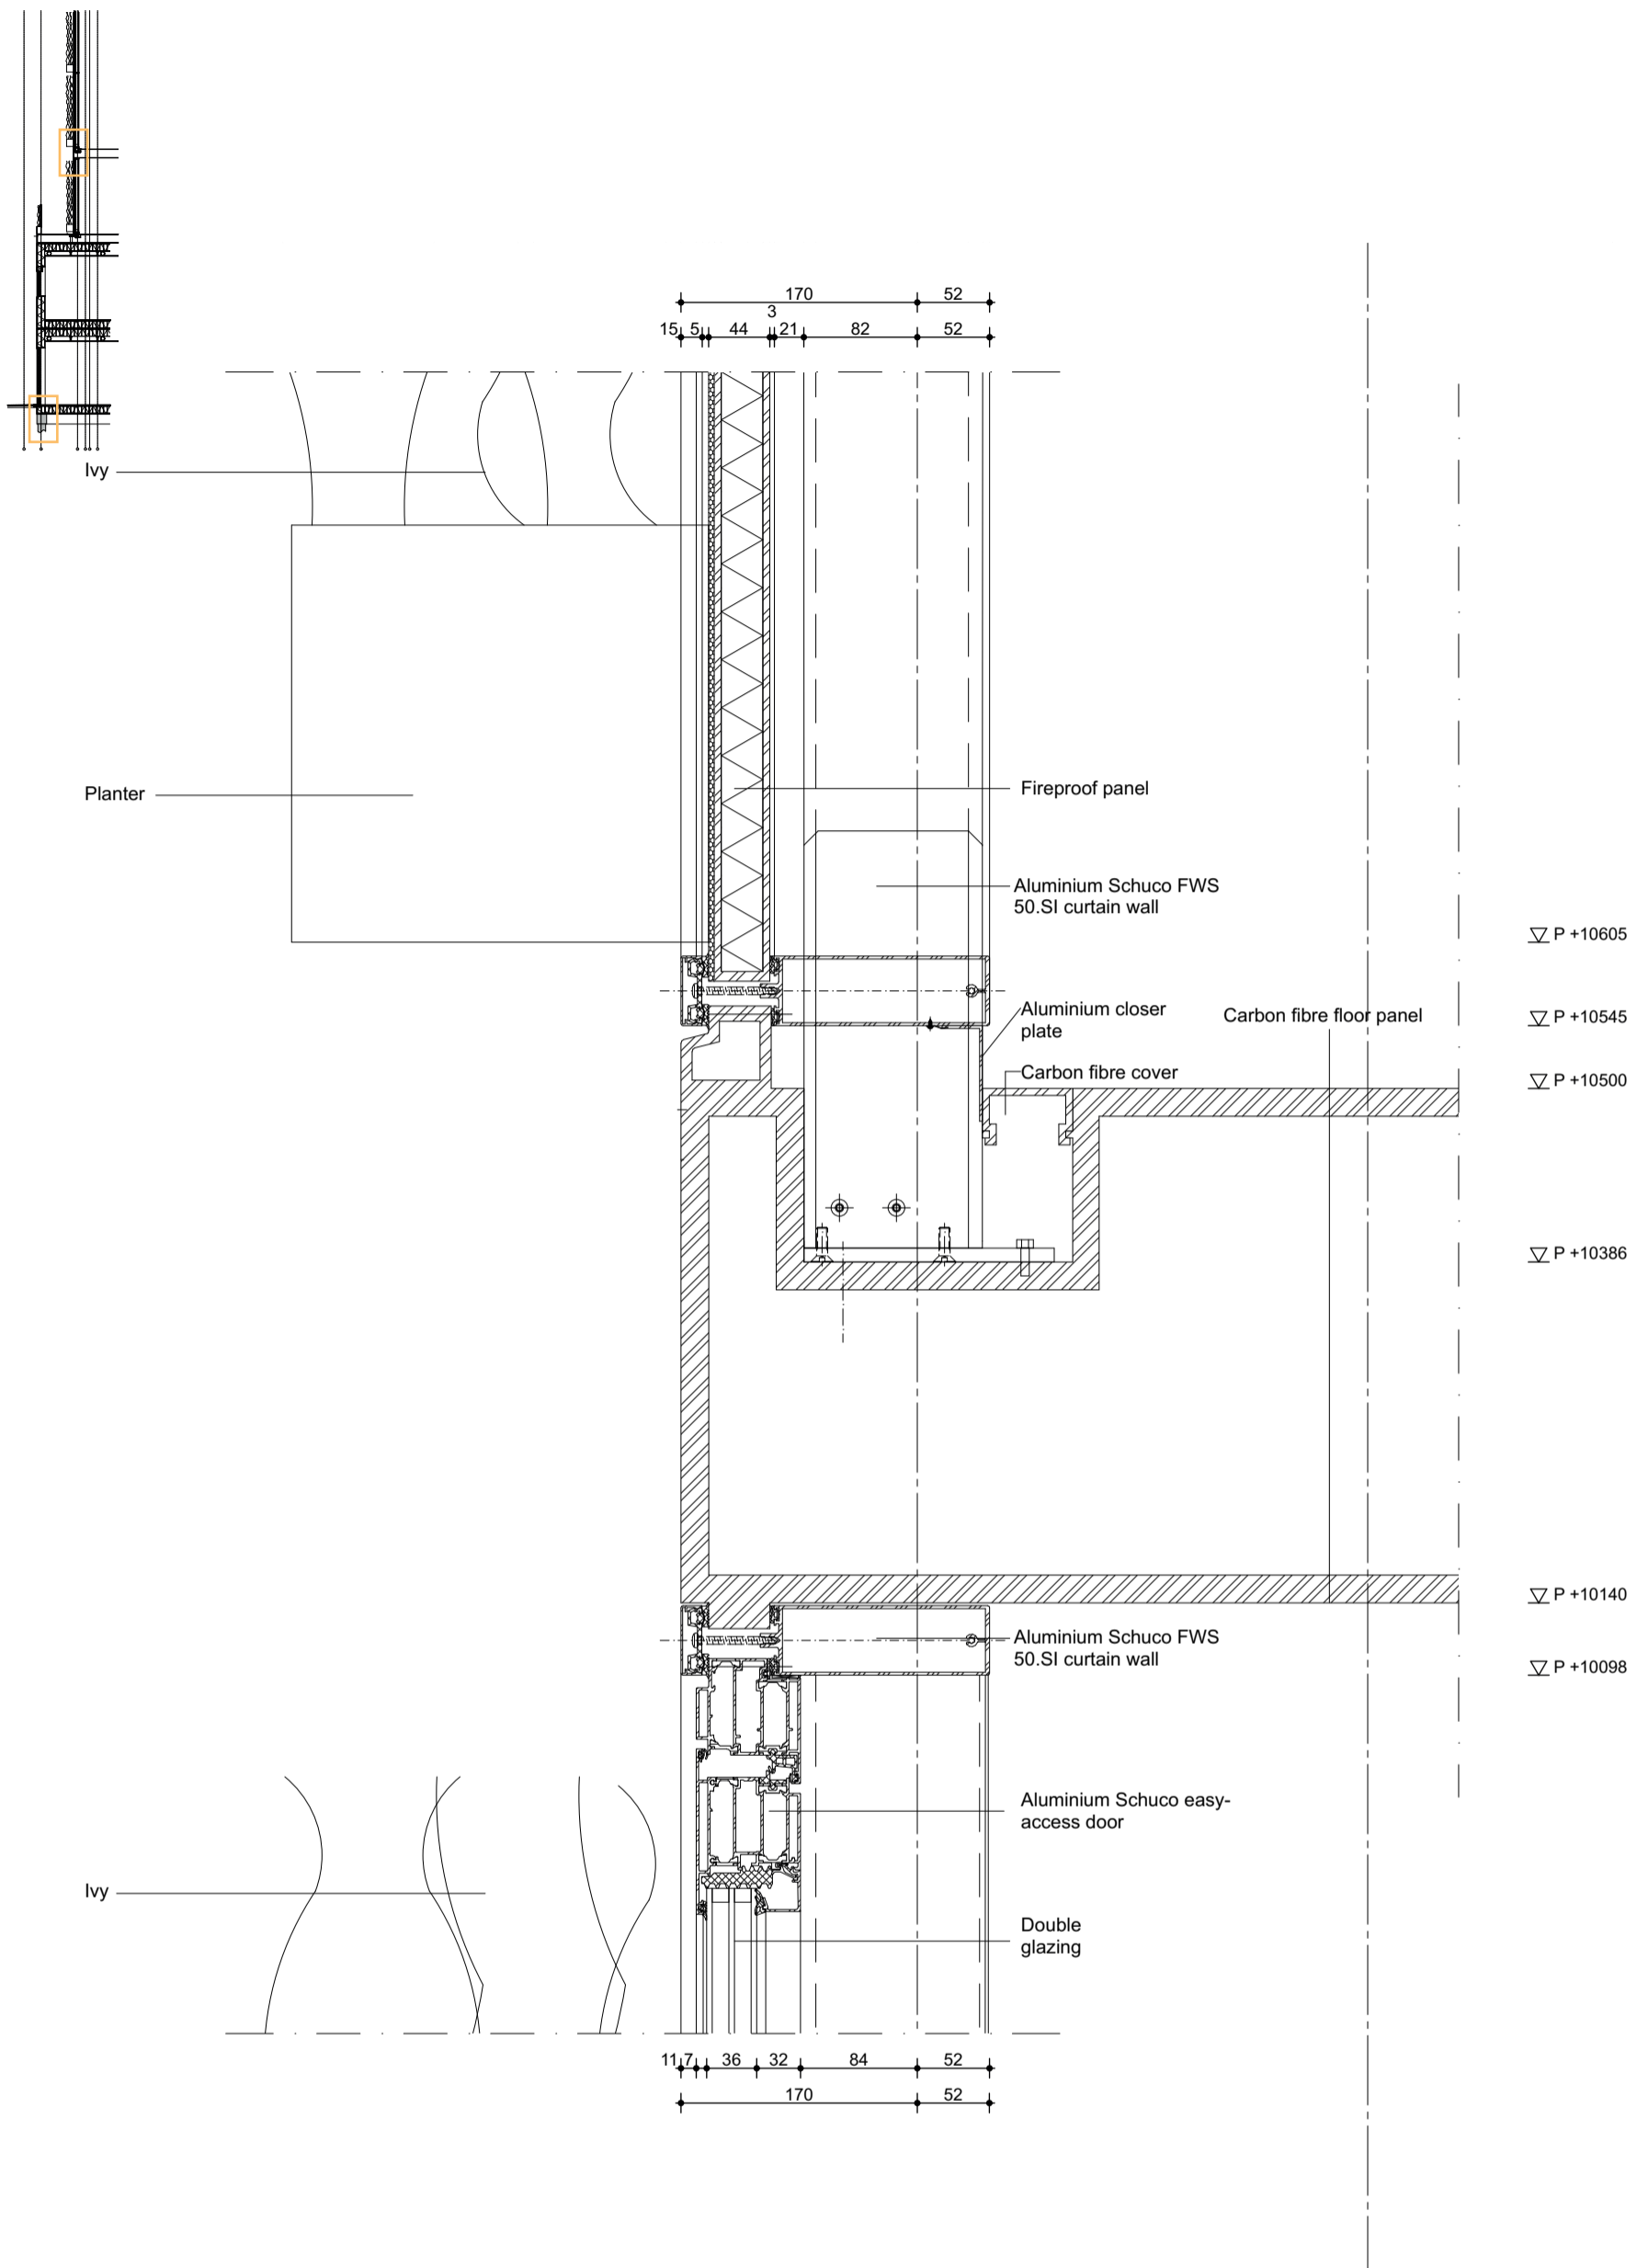 170 52
3
15 5 44 21 82 52
Ivy
Planter
Fireproof panel
Aluminium Schuco FWS
50.SI curtain wall
P +10605
Aluminium closer
plate
Carbon fibre floor panel
P +10545
Carbon fibre cover
P +10500
P +10386
P +10140
Aluminium Schuco FWS
50.SI curtain wall
P +10098
Aluminium Schuco easy-
access door
Ivy
Double
glazing
11 7 36 32 84 52
170 52